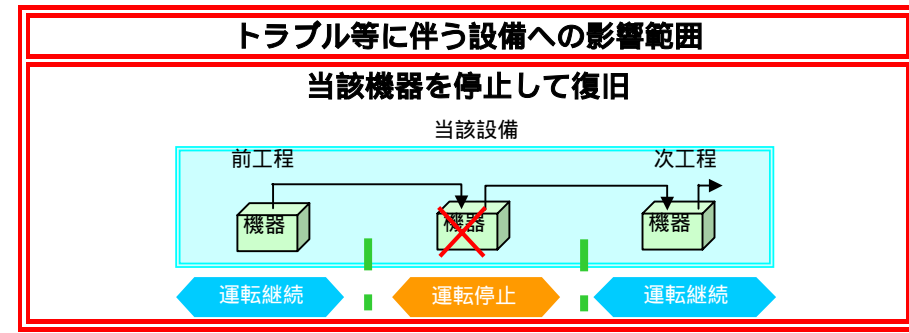 トラブル等に伴う設備への影響範囲
当該機器を停止して復旧
当該設備
前工程
次工程
機器
機器
機器
運転継続
運転停止
運転継続